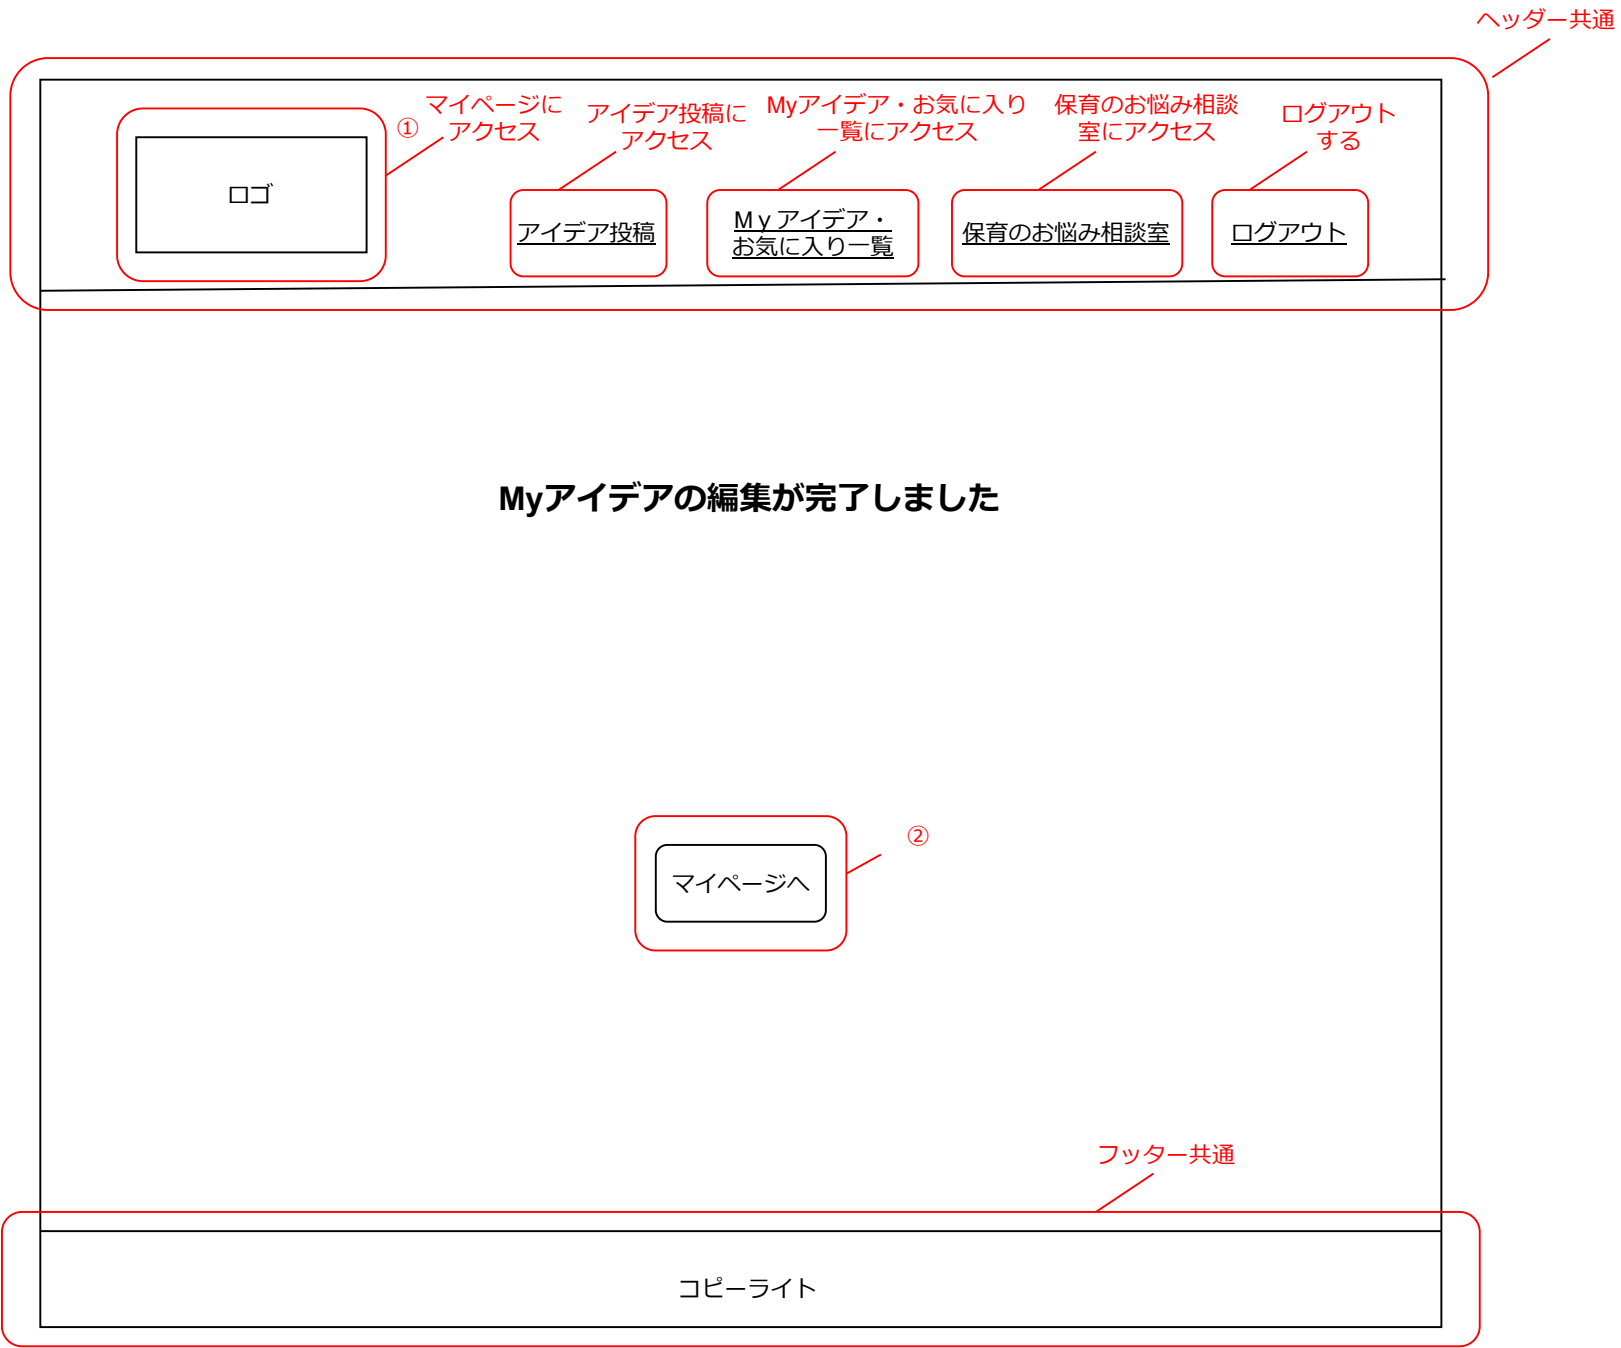 ヘッダー共通
①
マイページに
アクセス
アイデア投稿に
アクセス
Myアイデア・お気に入り
一覧にアクセス
保育のお悩み相談
室にアクセス
ログアウト
する
ロゴ
アイデア投稿
Ｍｙアイデア・
お気に入り一覧
保育のお悩み相談室
ログアウト
Myアイデアの編集が完了しました
②
マイページへ
フッター共通
コピーライト